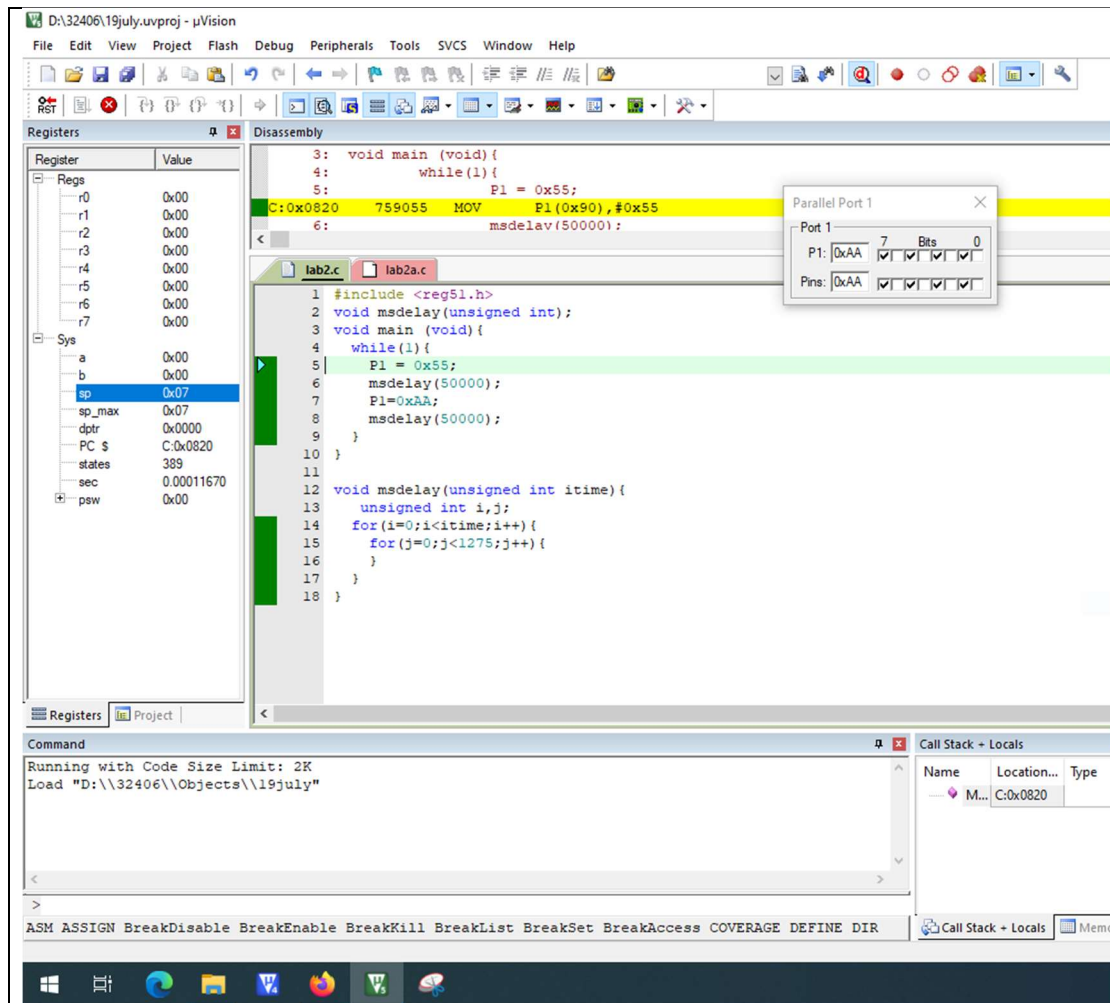 D:\32406\19july.uvproj - µVision
File Edit View Project Flash Debug Peripherals Tools SVCS Window Help
RST
Registers
Register Value
Regs
r0 0x00
r1 0x00
r2 0x00
r3 0x00
r4 0x00
r5 0x00
r6 0x00
r7 0x00
Sys
a 0x00
b 0x00
sp 0x07
sp_max 0x07
dptr 0x0000
PC $ C:0x0820
states 389
sec 0.00011670
psw 0x00
Registers Project
Disassembly
3: void main (void){
4: while(1){
5: P1 = 0x55;
C:0x0820 759055 MOV P1(0x90),#0x55
6: msdelay(50000);
Parallel Port 1
Port 1
7 Bits 0
P1: 0xAA
Pins: 0xAA
lab2.c lab2a.c
1 #include <reg51.h>
2 void msdelay(unsigned int);
3 void main (void){
4 while(1){
5 P1 = 0x55;
6 msdelay(50000);
7 P1=0xAA;
8 msdelay(50000);
9 }
10 }
11
12 void msdelay(unsigned int itime){
13 unsigned int i,j;
14 for(i=0;i<itime;i++){
15 for(j=0;j<1275;j++){
16 }
17 }
18 }
Command
Running with Code Size Limit: 2K
Load "D:\\32406\\Objects\\19july"
>
ASM ASSIGN BreakDisable BreakEnable BreakKill BreakList BreakSet BreakAccess COVERAGE DEFINE DIR
Call Stack + Locals
Name Location... Type
M... C:0x0820
Call Stack + Locals Memo